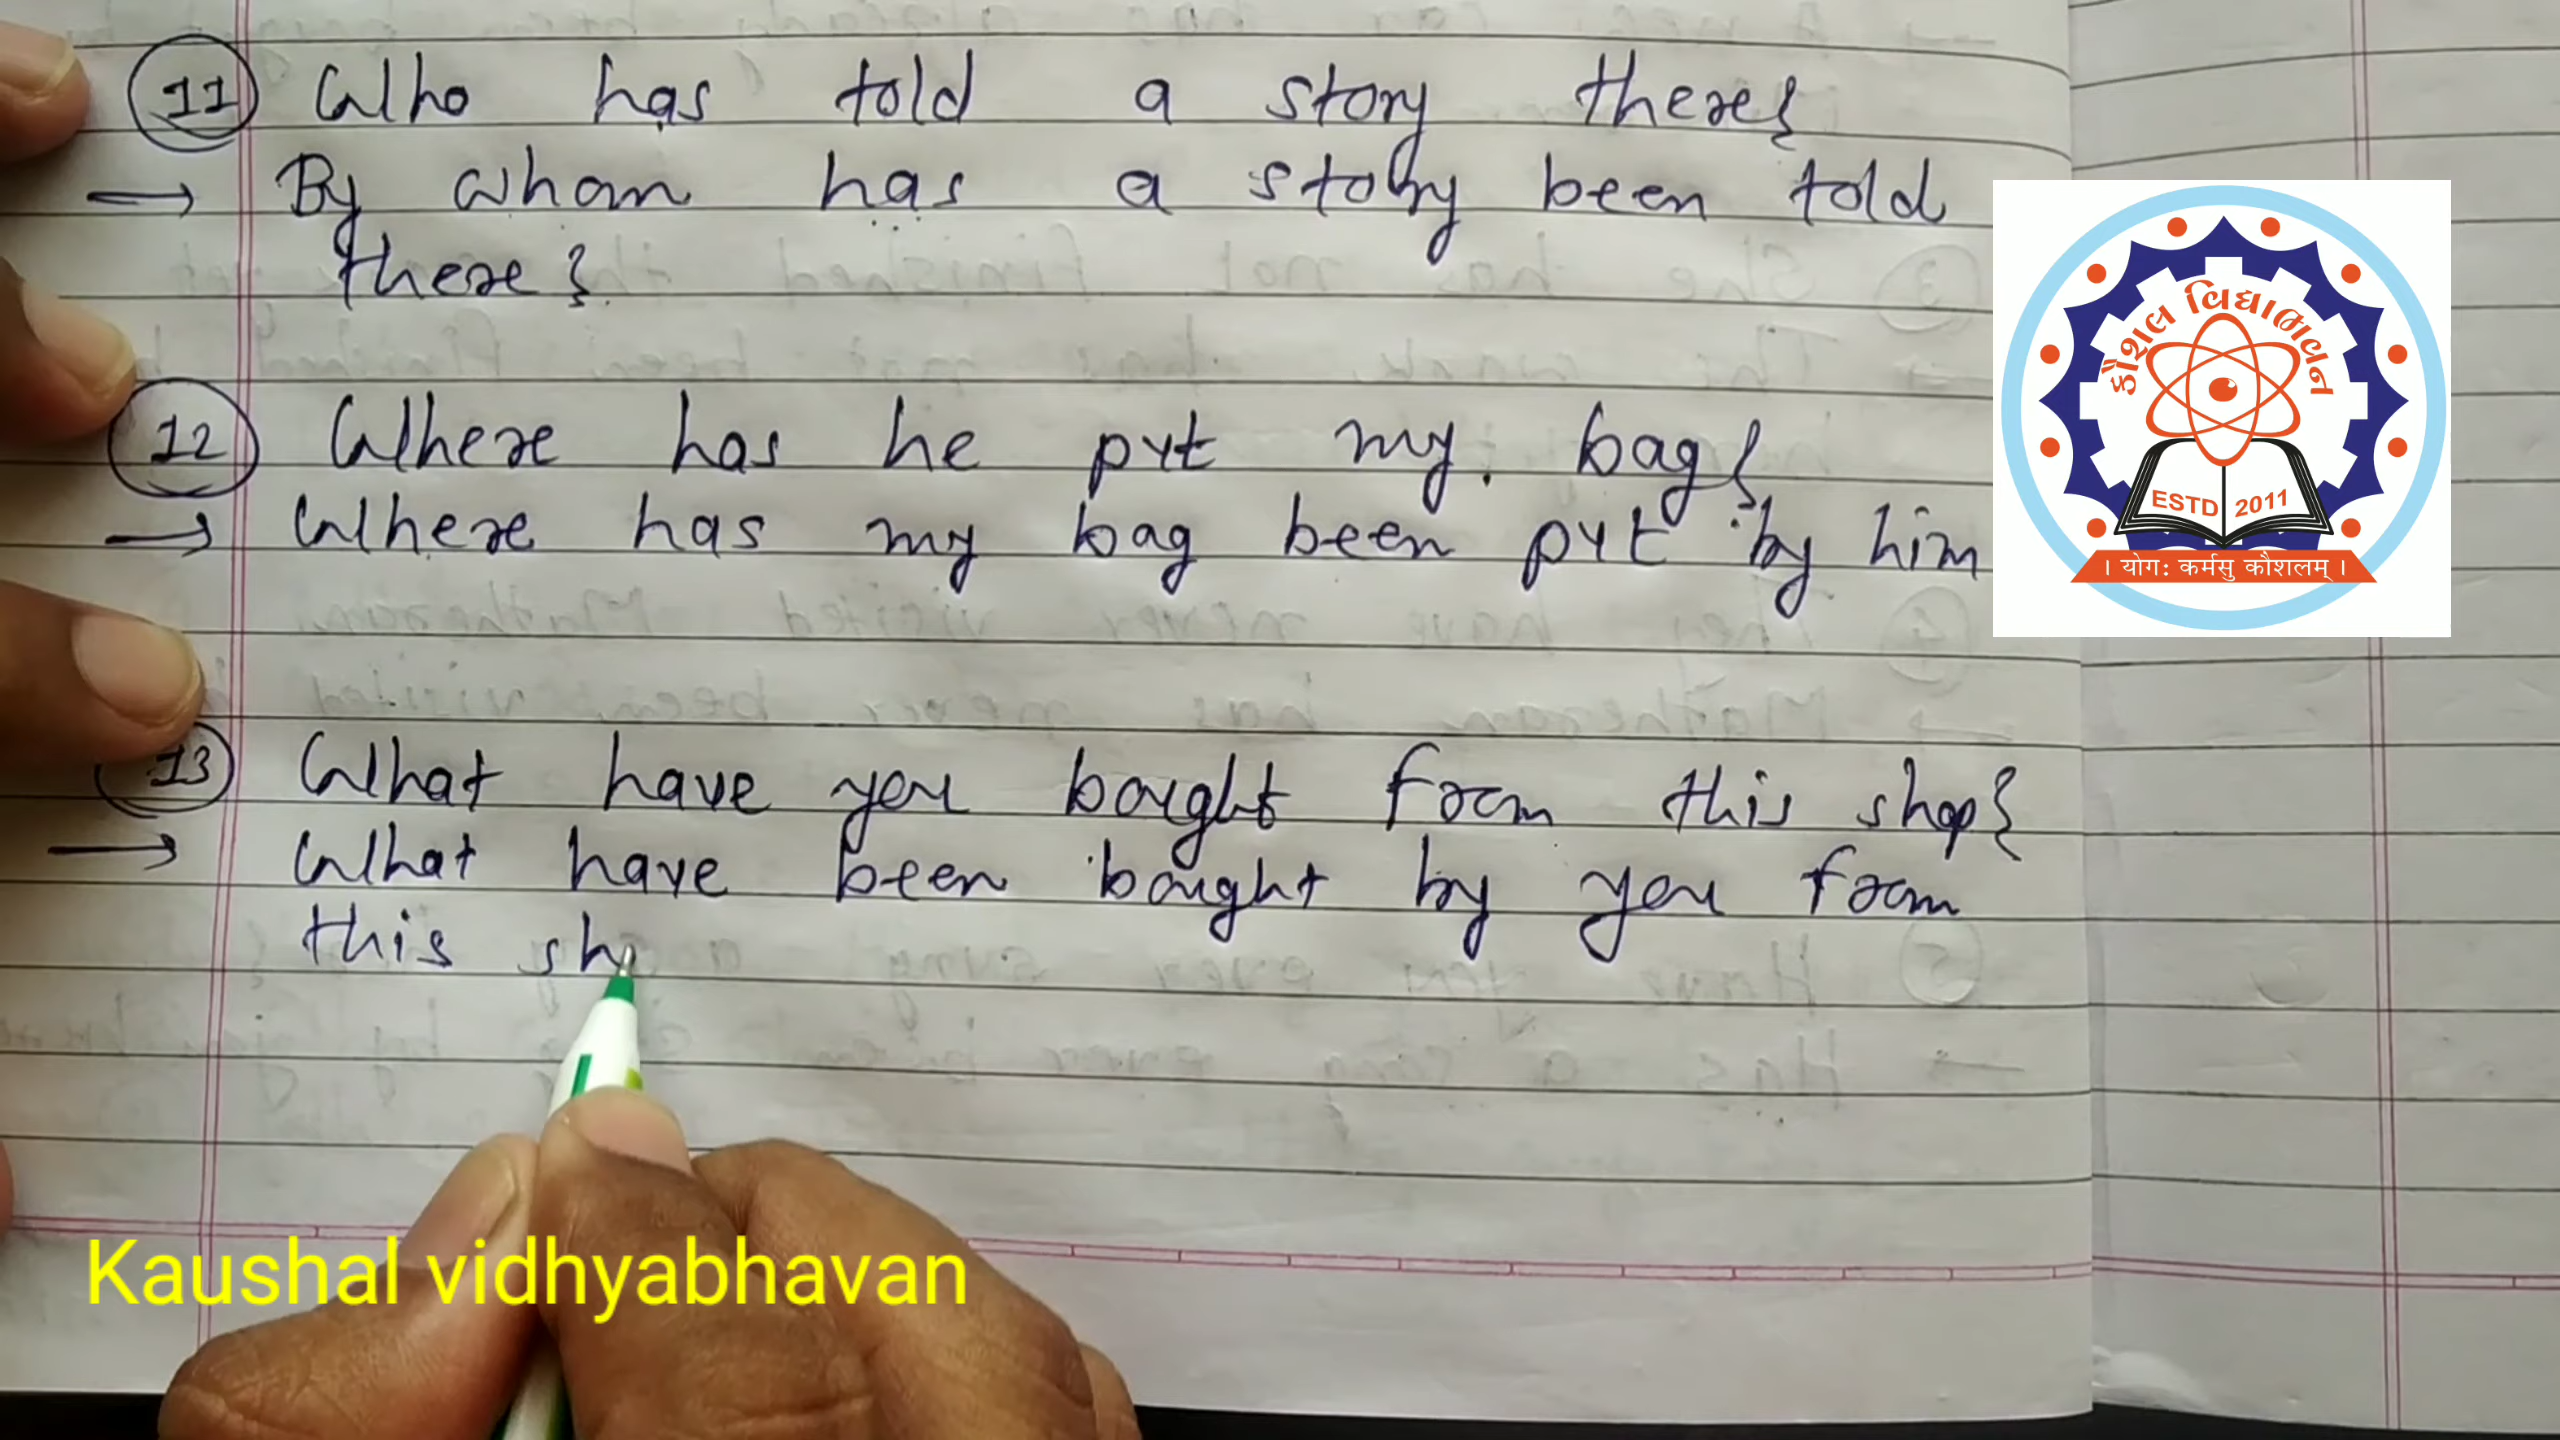 11 Who has told a story there?
→ By whom has a story been told
there?
12 Where has he put my bag?
→ Where has my bag been put by him
13 What have you bought from this shop?
→ What have been bought by you from
this sh
કૌશલ વિદ્યાભવન
ESTD 2011
। योगः कर्मसु कौशलम् ।
Kaushal vidhyabhavan